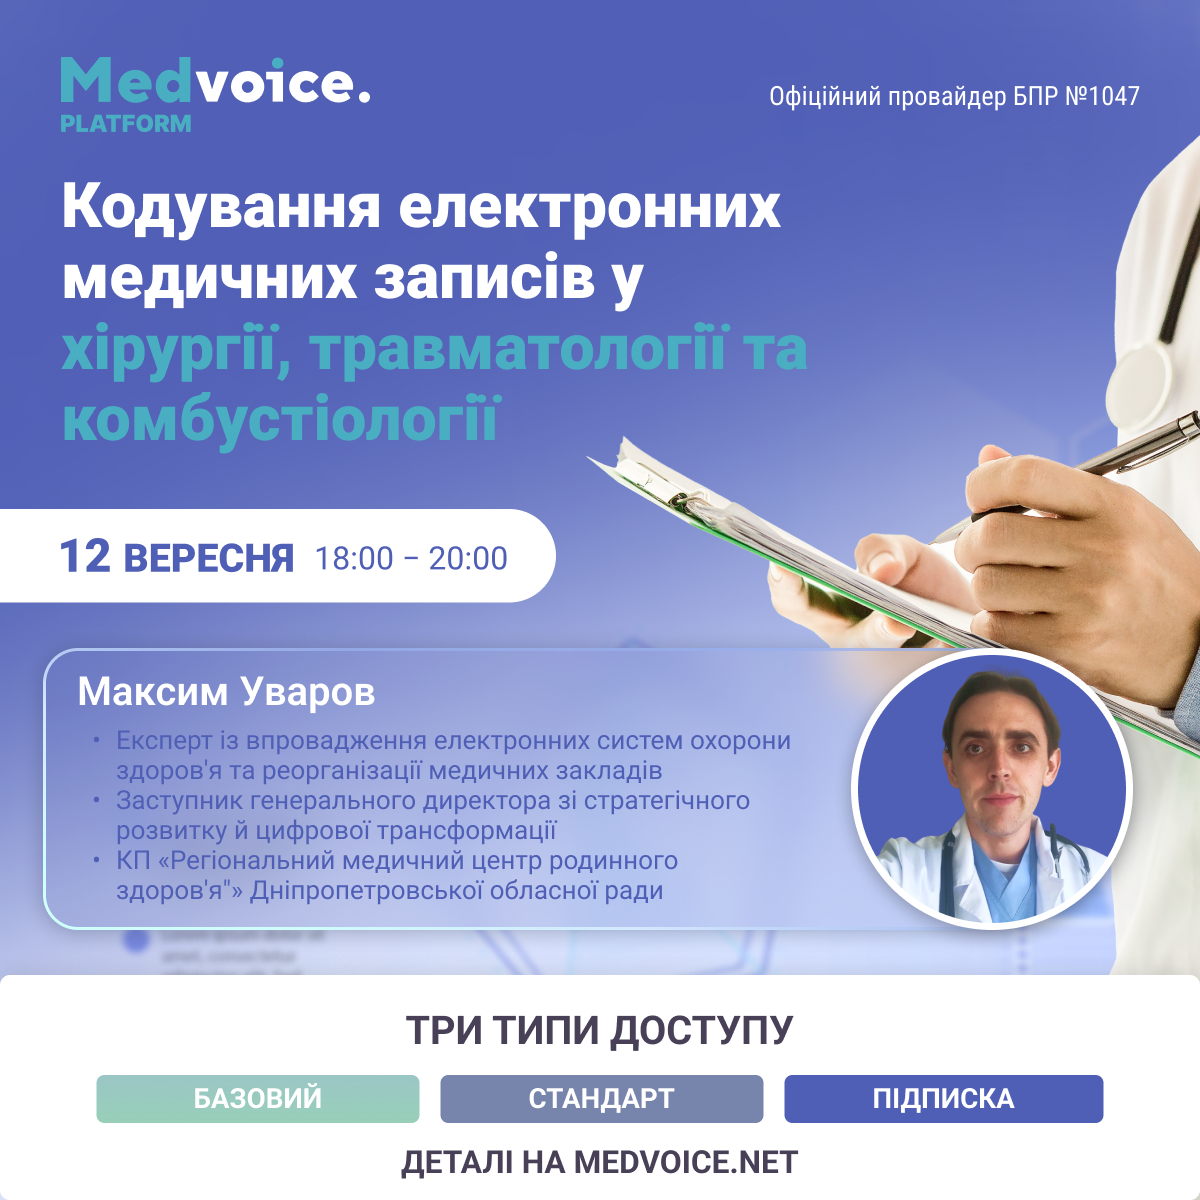 Medvoice.
PLATFORM
Офіційний провайдер БПР №1047
Кодування електронних
медичних записів у
хірургії, травматології та
комбустіології
12 ВЕРЕСНЯ 18:00 – 20:00
Максим Уваров
• Експерт із впровадження електронних систем охорони
здоров'я та реорганізації медичних закладів
• Заступник генерального директора зі стратегічного
розвитку й цифрової трансформації
• КП «Регіональний медичний центр родинного
здоров'я"» Дніпропетровської обласної ради
ТРИ ТИПИ ДОСТУПУ
БАЗОВИЙ
СТАНДАРТ
ПІДПИСКА
ДЕТАЛІ НА MEDVOICE.NET